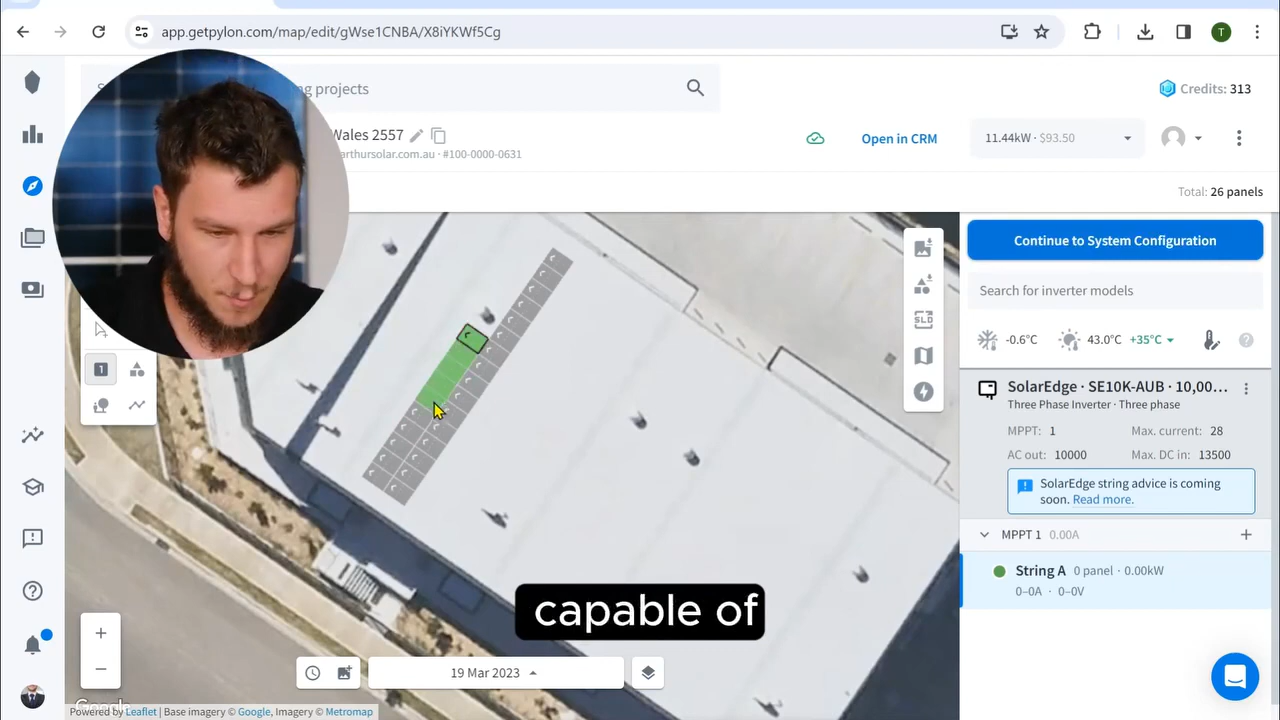 app.getpylon.com/map/edit/gWse1CNBA/X8iYKWf5Cg
T
ng projects
Credits: 313
Wales 2557
arthursolar.com.au · #100-0000-0631
Open in CRM
11.44kW · $93.50
Total: 26 panels
Continue to System Configuration
Search for inverter models
SLD
-0.6°C
43.0°C
+35°C
SolarEdge · SE10K-AUB · 10,00...
Three Phase Inverter · Three phase
MPPT: 1
Max. current: 28
AC out: 10000
Max. DC in: 13500
SolarEdge string advice is coming
soon. Read more.
MPPT 1 0.00A
String A 0 panel · 0.00kW
0–0A · 0–0V
1
capable of
19 Mar 2023
Google
Powered by Leaflet | Base imagery © Google, Imagery © Metromap